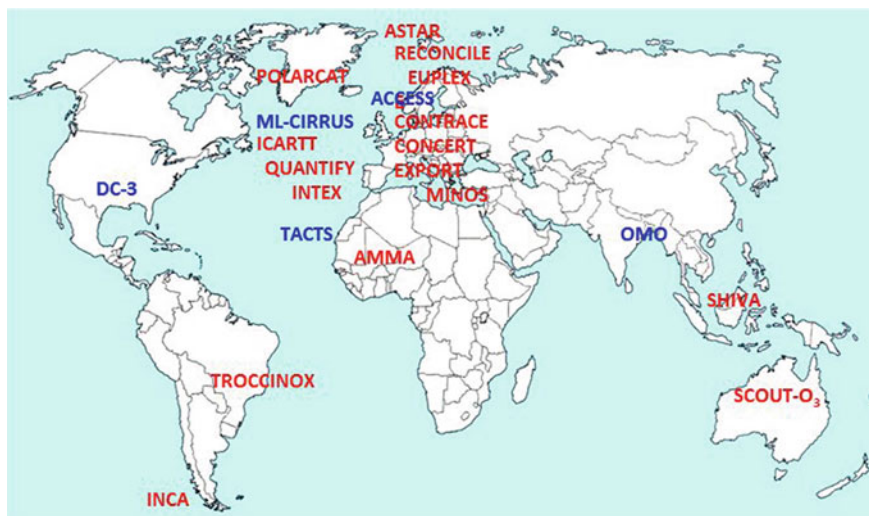 ASTAR
RECONCILE
POLARCAT
EUPLEX
ACCESS
ML-CIRRUS
CONTRACE
ICARTT
CONCERT
QUANTIFY
EXPORT
DC-3
INTEX
MINOS
TACTS
OMO
AMMA
SHIVA
TROCCINOX
SCOUT-O₃
INCA